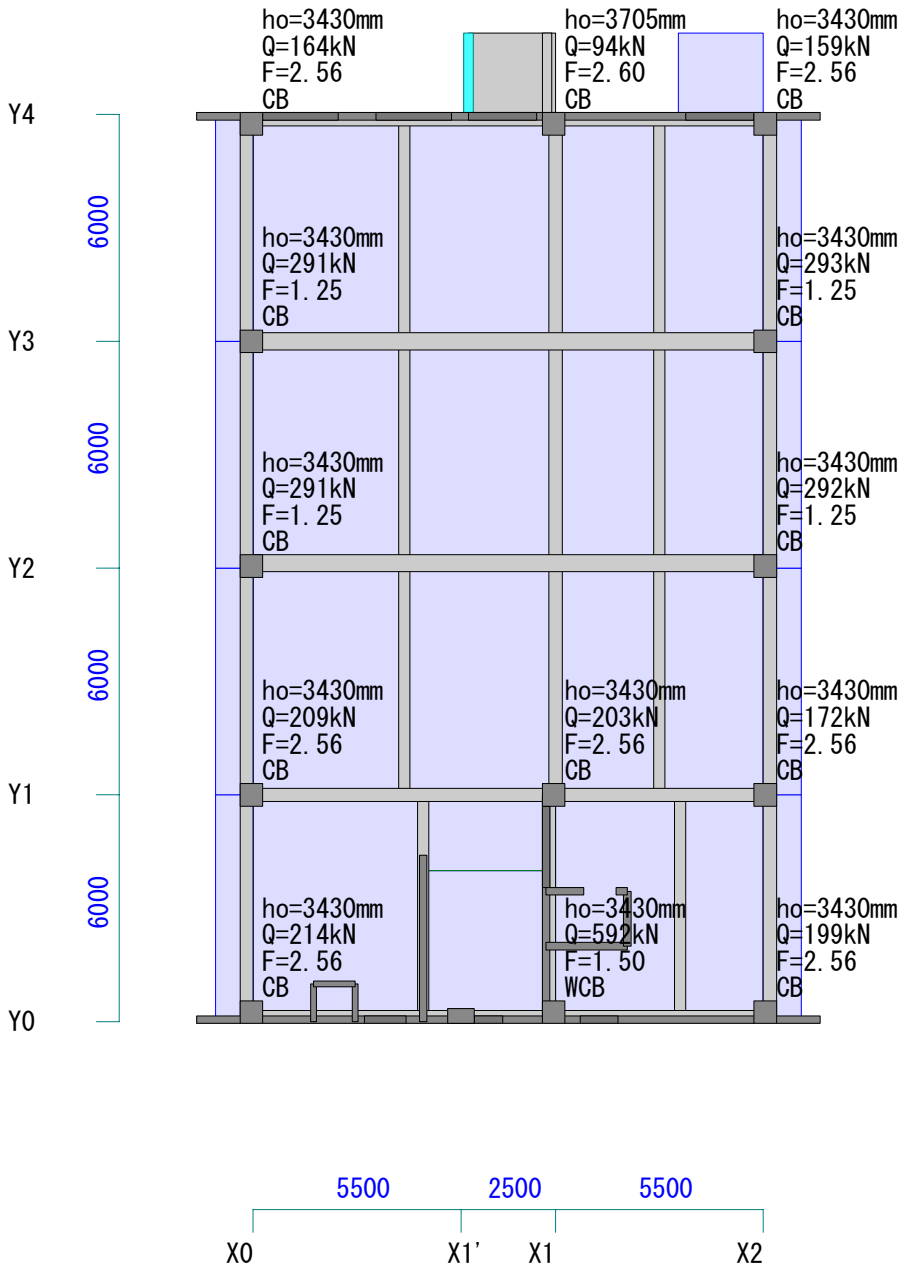 ho=3430mm
Q=164kN
F=2.56
CB
ho=3705mm
Q=94kN
F=2.60
CB
ho=3430mm
Q=159kN
F=2.56
CB
Y4
6000
ho=3430mm
Q=291kN
F=1.25
CB
ho=3430mm
Q=293kN
F=1.25
CB
Y3
6000
ho=3430mm
Q=291kN
F=1.25
CB
ho=3430mm
Q=292kN
F=1.25
CB
Y2
6000
ho=3430mm
Q=209kN
F=2.56
CB
ho=3430mm
Q=203kN
F=2.56
CB
ho=3430mm
Q=172kN
F=2.56
CB
Y1
6000
ho=3430mm
Q=214kN
F=2.56
CB
ho=3430mm
Q=592kN
F=1.50
WCB
ho=3430mm
Q=199kN
F=2.56
CB
Y0
5500
2500
5500
X0
X1'
X1
X2